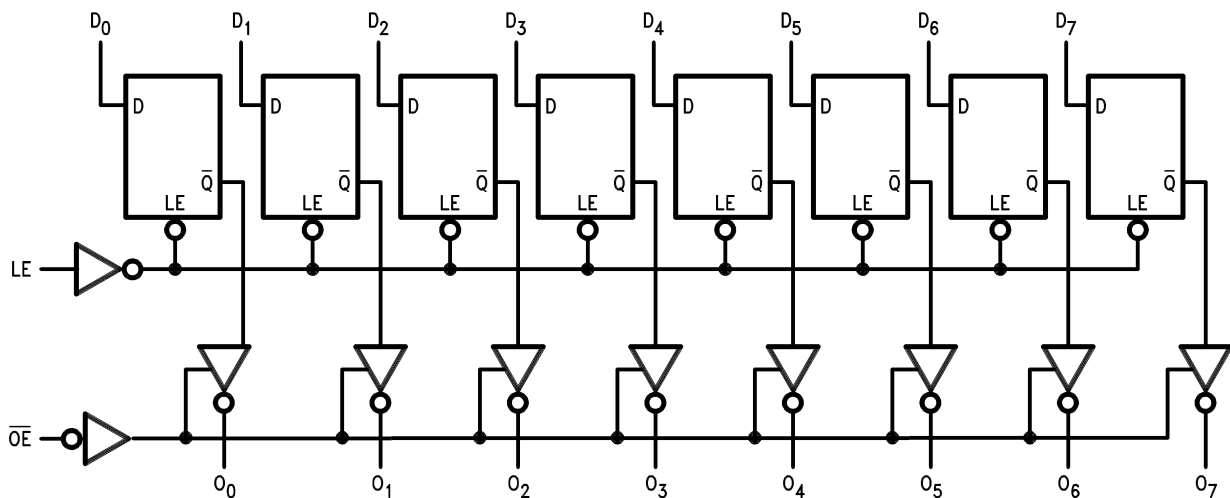 D0 D1 D2 D3 D4 D5 D6 D7
D D D D D D D D
Q̅ Q̅ Q̅ Q̅ Q̅ Q̅ Q̅ Q̅
LE LE LE LE LE LE LE LE
LE
O̅E̅
O0 O1 O2 O3 O4 O5 O6 O7